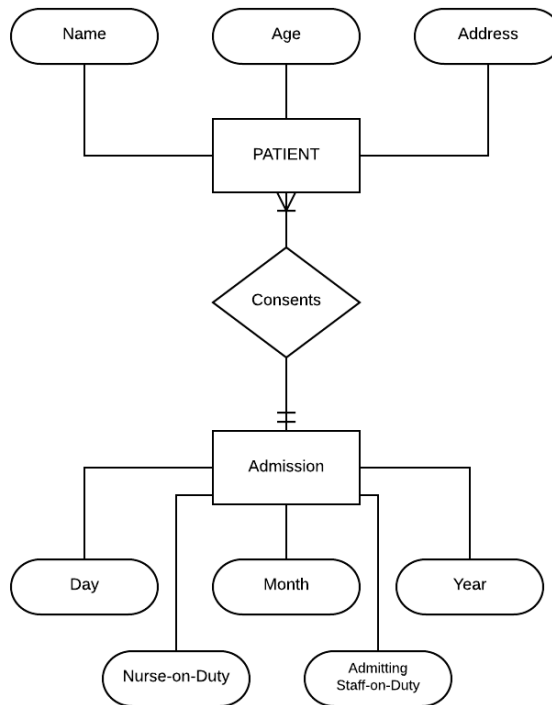 Name
Age
Address
PATIENT
Consents
Admission
Day
Month
Year
Nurse-on-Duty
Admitting
Staff-on-Duty